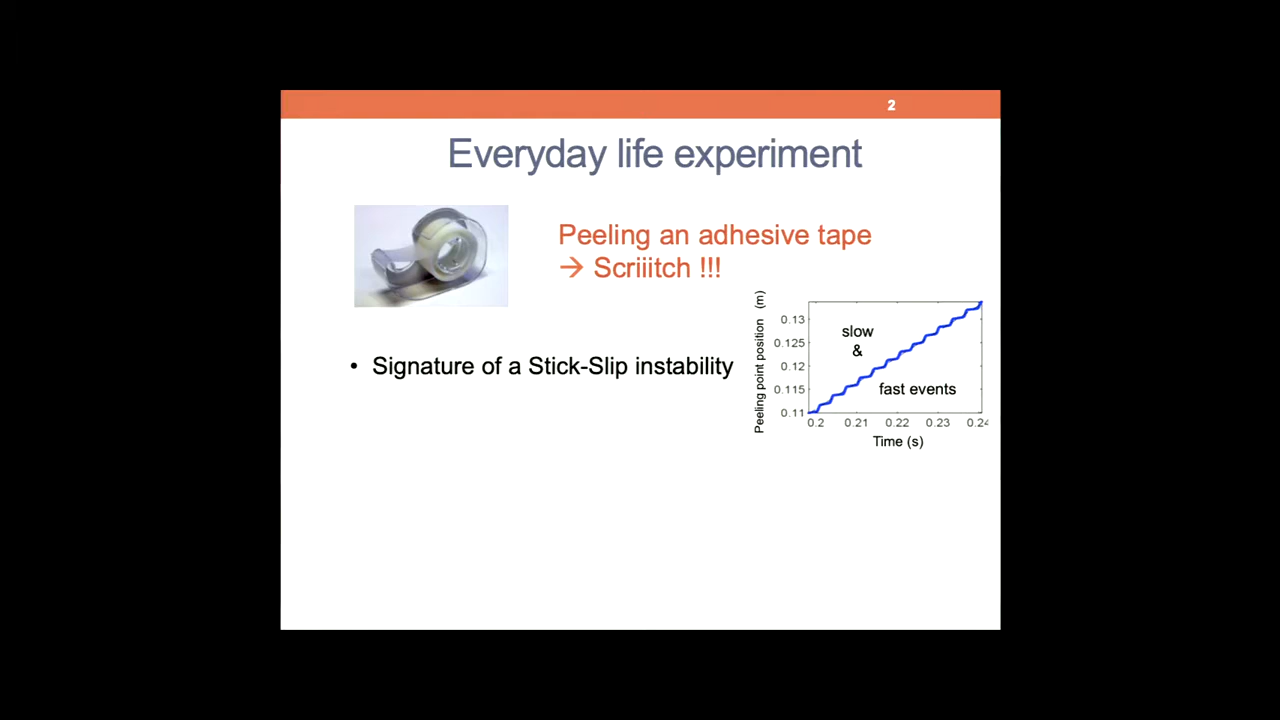 2
Everyday life experiment
Peeling an adhesive tape
→ Scriiitch !!!
• Signature of a Stick-Slip instability
Peeling point position (m)
0.13
0.125
0.12
0.115
0.11
slow
&
fast events
0.2 0.21 0.22 0.23 0.24
Time (s)